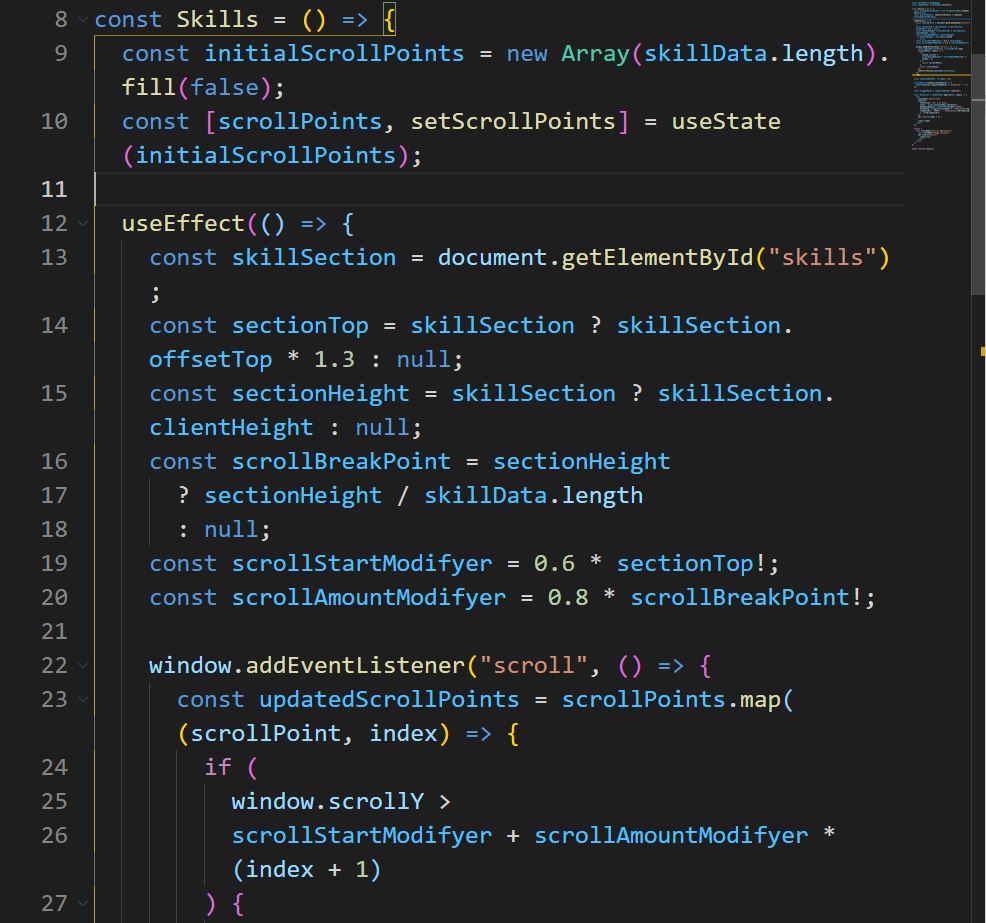 8 const Skills = () => {
9 const initialScrollPoints = new Array(skillData.length).
fill(false);
10 const [scrollPoints, setScrollPoints] = useState
(initialScrollPoints);
11
12 useEffect(() => {
13 const skillSection = document.getElementById("skills")
;
14 const sectionTop = skillSection ? skillSection.
offsetTop * 1.3 : null;
15 const sectionHeight = skillSection ? skillSection.
clientHeight : null;
16 const scrollBreakPoint = sectionHeight
17 ? sectionHeight / skillData.length
18 : null;
19 const scrollStartModifyer = 0.6 * sectionTop!;
20 const scrollAmountModifyer = 0.8 * scrollBreakPoint!;
21
22 window.addEventListener("scroll", () => {
23 const updatedScrollPoints = scrollPoints.map(
(scrollPoint, index) => {
24 if (
25 window.scrollY >
26 scrollStartModifyer + scrollAmountModifyer *
(index + 1)
27 ) {